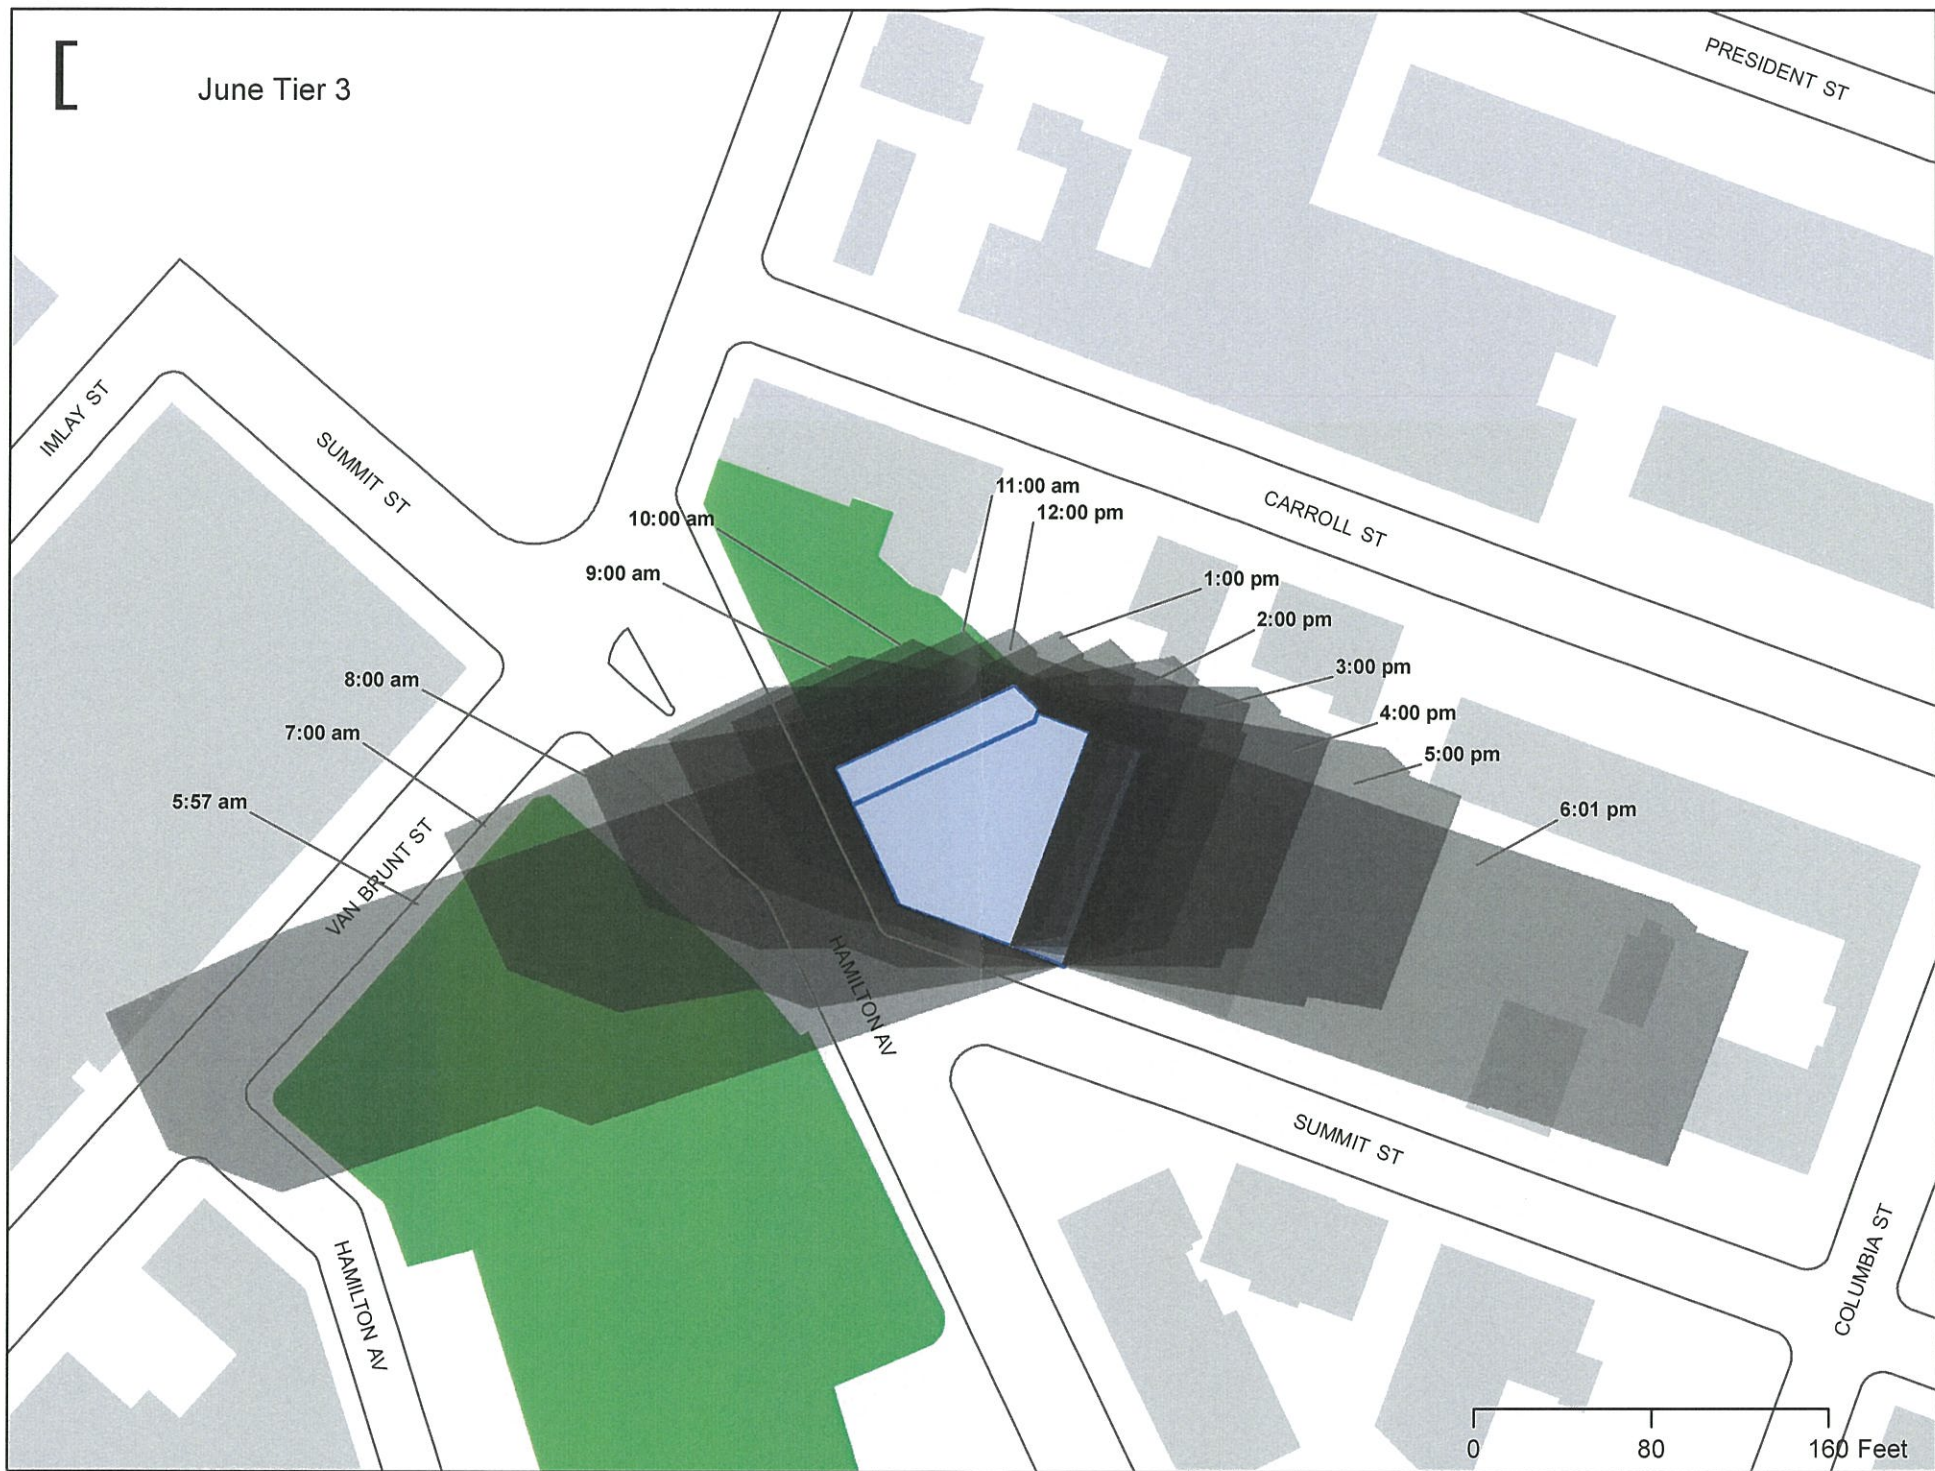 June Tier 3
PRESIDENT ST
IMLAY ST
SUMMIT ST
11:00 am
10:00 am
12:00 pm
CARROLL ST
9:00 am
1:00 pm
2:00 pm
8:00 am
3:00 pm
7:00 am
4:00 pm
5:00 pm
5:57 am
6:01 pm
VAN BRUNT ST
HAMILTON AV
SUMMIT ST
HAMILTON AV
COLUMBIA ST
0 80 160 Feet